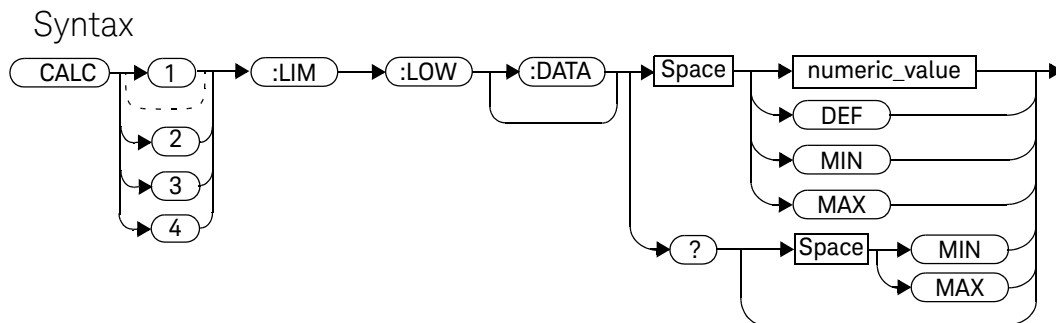 Syntax
CALC 1 :LIM :LOW :DATA Space numeric_value
2 DEF
3 MIN
4 MAX
? Space MIN
MAX